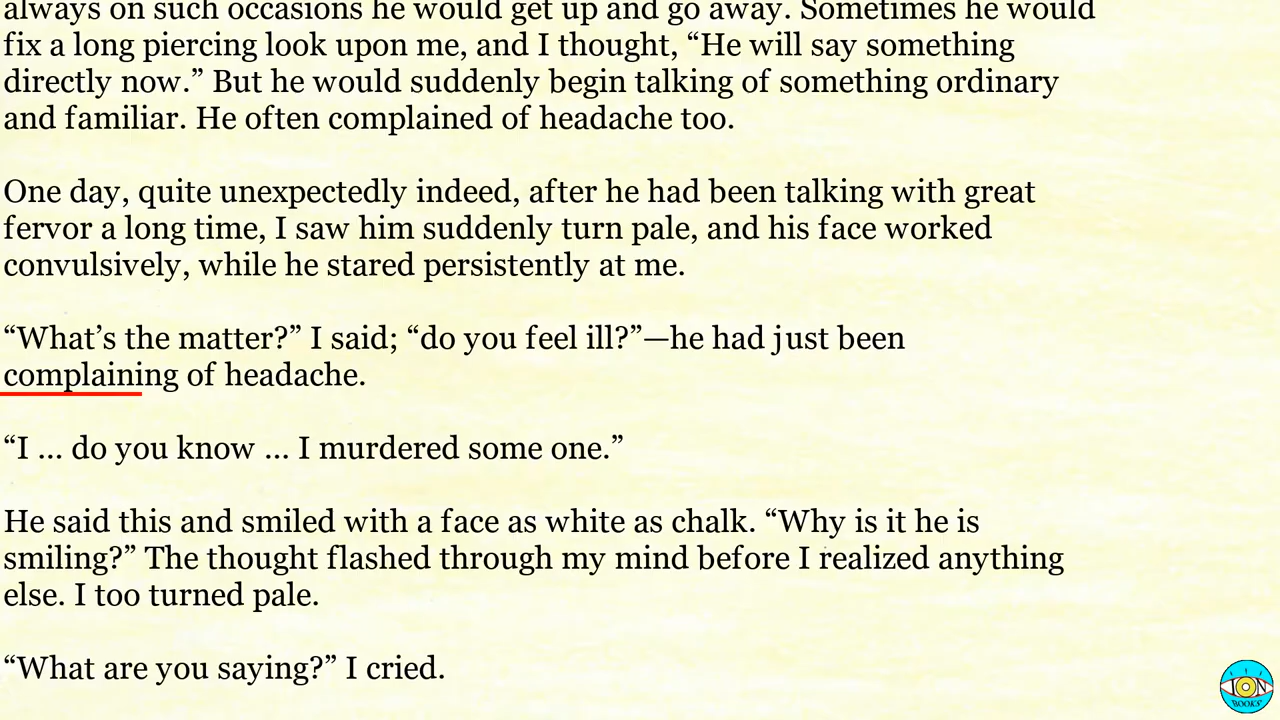 always on such occasions he would get up and go away. Sometimes he would
fix a long piercing look upon me, and I thought, “He will say something
directly now.” But he would suddenly begin talking of something ordinary
and familiar. He often complained of headache too.
One day, quite unexpectedly indeed, after he had been talking with great
fervor a long time, I saw him suddenly turn pale, and his face worked
convulsively, while he stared persistently at me.
“What’s the matter?” I said; “do you feel ill?”—he had just been
complaining of headache.
“I ... do you know ... I murdered some one.”
He said this and smiled with a face as white as chalk. “Why is it he is
smiling?” The thought flashed through my mind before I realized anything
else. I too turned pale.
“What are you saying?” I cried.
ION
BOOKS